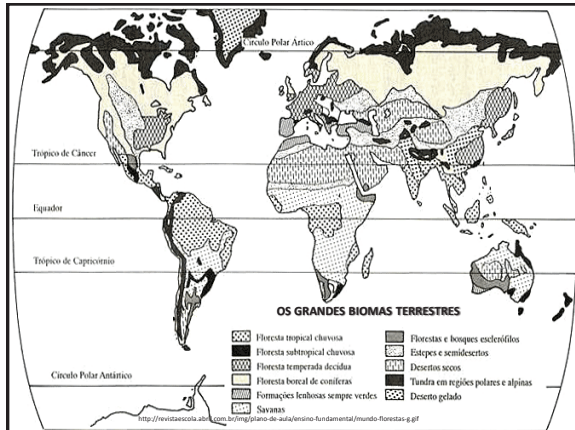 Círculo Polar Ártico
Trópico de Câncer
Equador
Trópico de Capricórnio
OS GRANDES BIOMAS TERRESTRES
Floresta tropical chuvosa
Floresta subtropical chuvosa
Floresta temperada decídua
Floresta boreal de coníferas
Formações lenhosas sempre verdes
Savanas
Florestas e bosques esclerófilos
Estepes e semidesertos
Desertos secos
Tundra em regiões polares e alpinas
Deserto gelado
Círculo Polar Antártico
http://revistaescola.abril.com.br/img/plano-de-aula/ensino-fundamental/mundo-florestas-g.gif